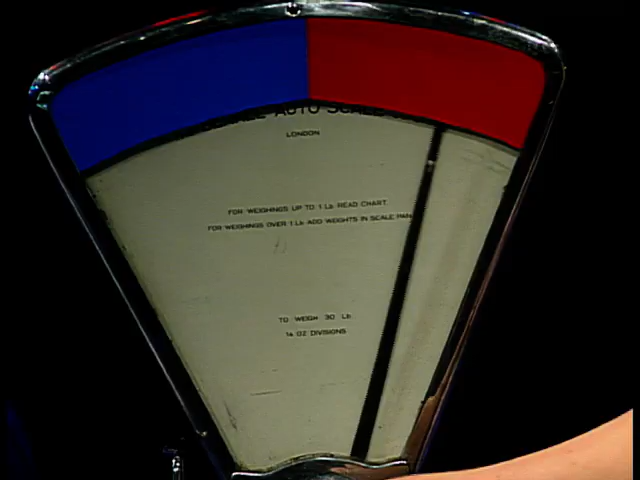 AUTO SCALE
LONDON
FOR WEIGHINGS UP TO 1 Lb READ CHART.
FOR WEIGHINGS OVER 1 Lb ADD WEIGHTS IN SCALE PAN
TO WEIGH 30 Lb.
¼ OZ DIVISIONS